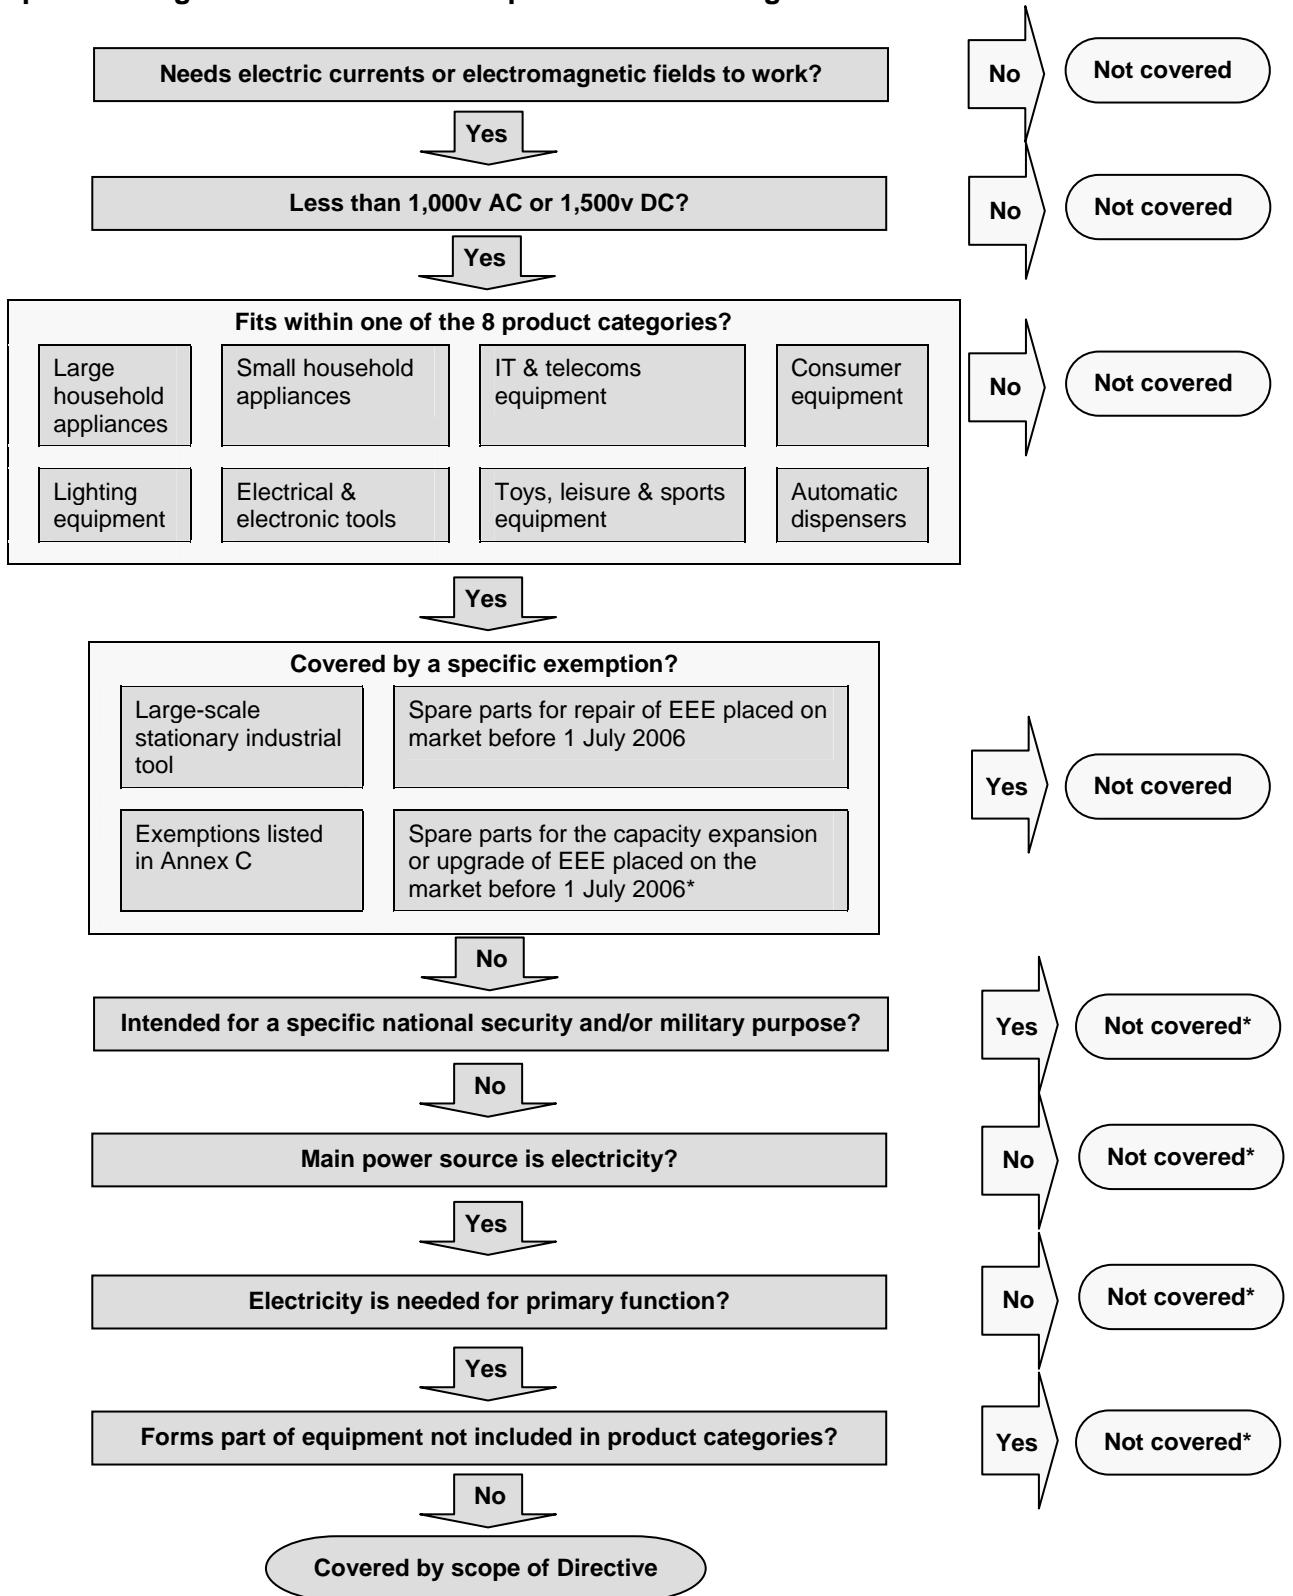 Needs electric currents or electromagnetic fields to work?
No
Not covered
Yes
Less than 1,000v AC or 1,500v DC?
No
Not covered
Yes
Fits within one of the 8 product categories?
Large
household
appliances
Small household
appliances
IT & telecoms
equipment
Consumer
equipment
No
Not covered
Lighting
equipment
Electrical &
electronic tools
Toys, leisure & sports
equipment
Automatic
dispensers
Yes
Covered by a specific exemption?
Large-scale
stationary industrial
tool
Spare parts for repair of EEE placed on
market before 1 July 2006
Yes
Not covered
Exemptions listed
in Annex C
Spare parts for the capacity expansion
or upgrade of EEE placed on the
market before 1 July 2006*
No
Intended for a specific national security and/or military purpose?
Yes
Not covered*
No
Main power source is electricity?
No
Not covered*
Yes
Electricity is needed for primary function?
No
Not covered*
Yes
Forms part of equipment not included in product categories?
Yes
Not covered*
No
Covered by scope of Directive